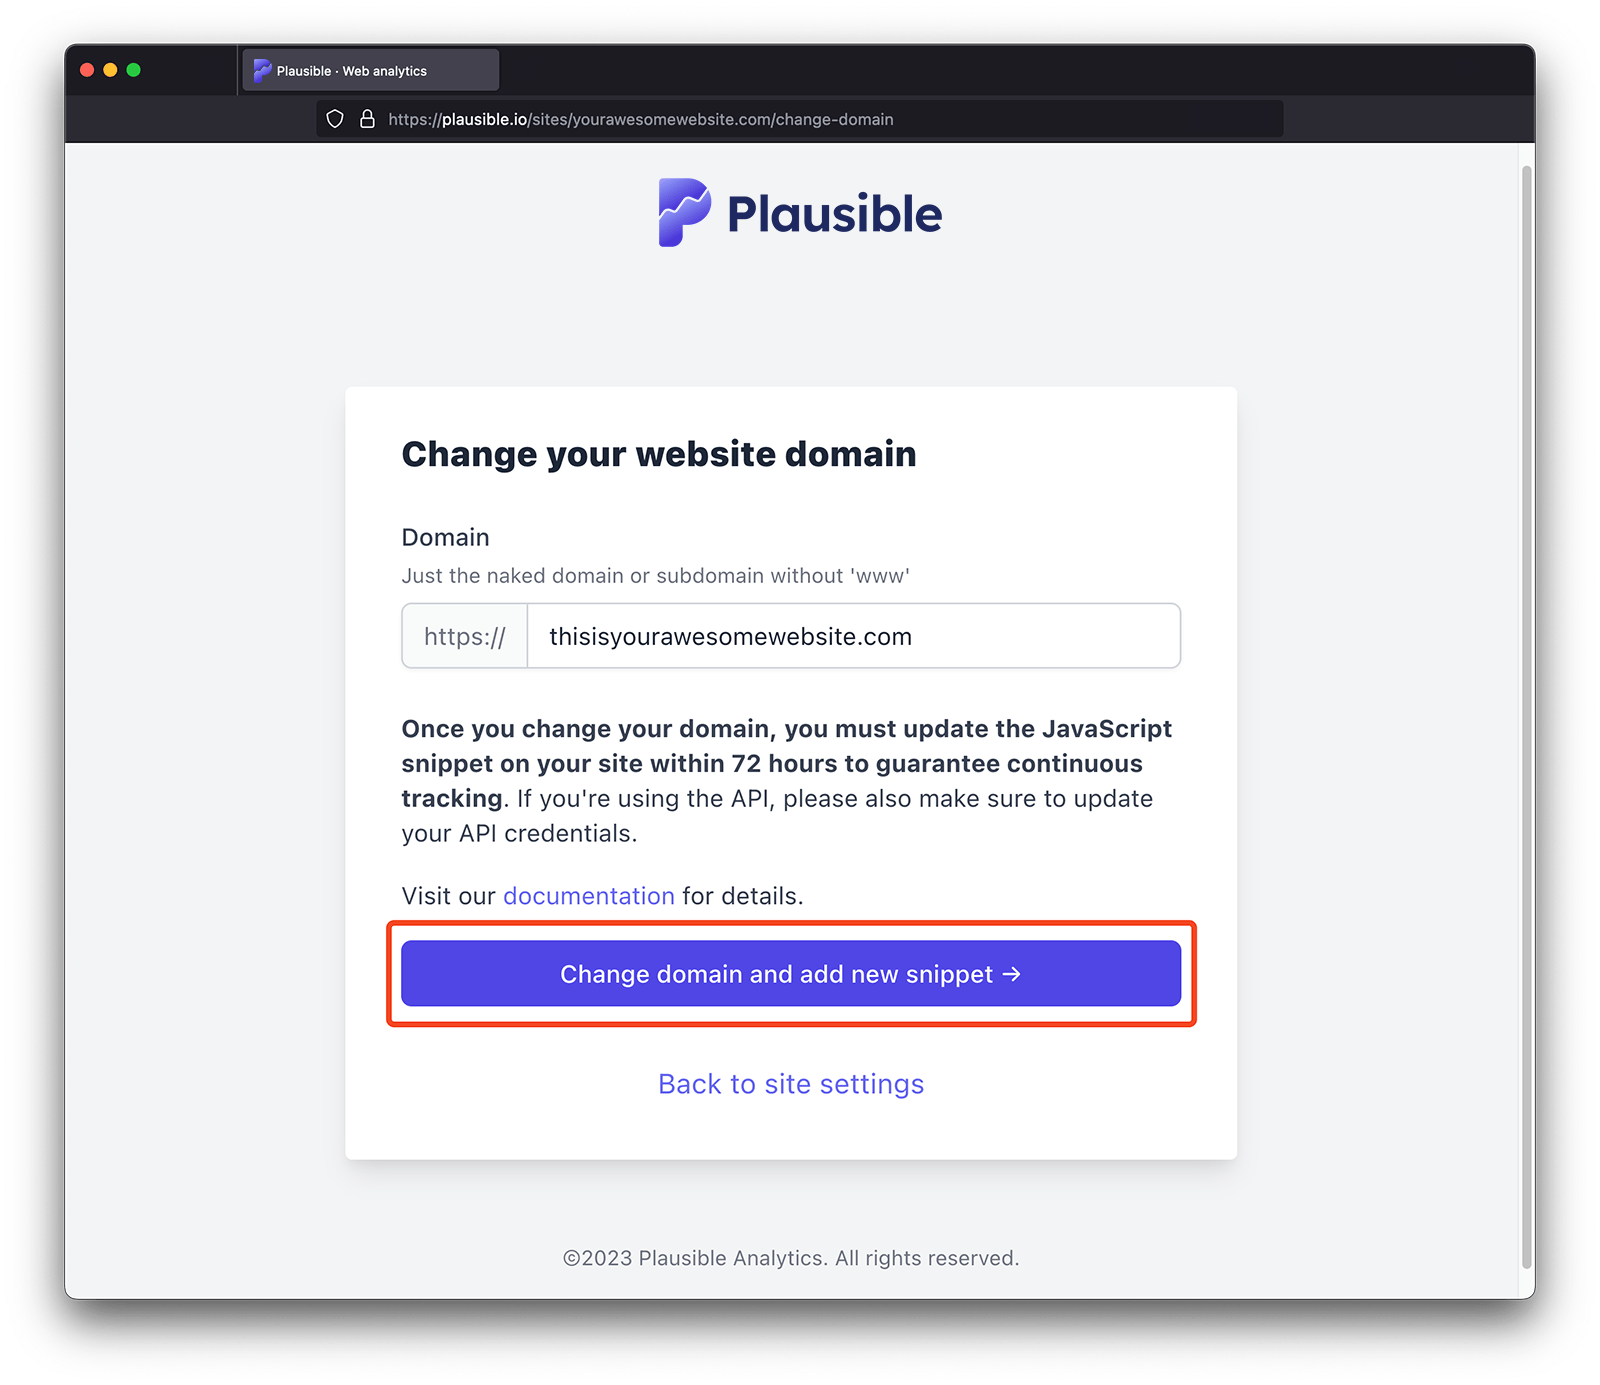 Plausible · Web analytics
https://plausible.io/sites/yourawesomewebsite.com/change-domain
Plausible
Change your website domain
Domain
Just the naked domain or subdomain without 'www'
https:// thisisyourawesomewebsite.com
Once you change your domain, you must update the JavaScript
snippet on your site within 72 hours to guarantee continuous
tracking. If you're using the API, please also make sure to update
your API credentials.
Visit our documentation for details.
Change domain and add new snippet →
Back to site settings
©2023 Plausible Analytics. All rights reserved.